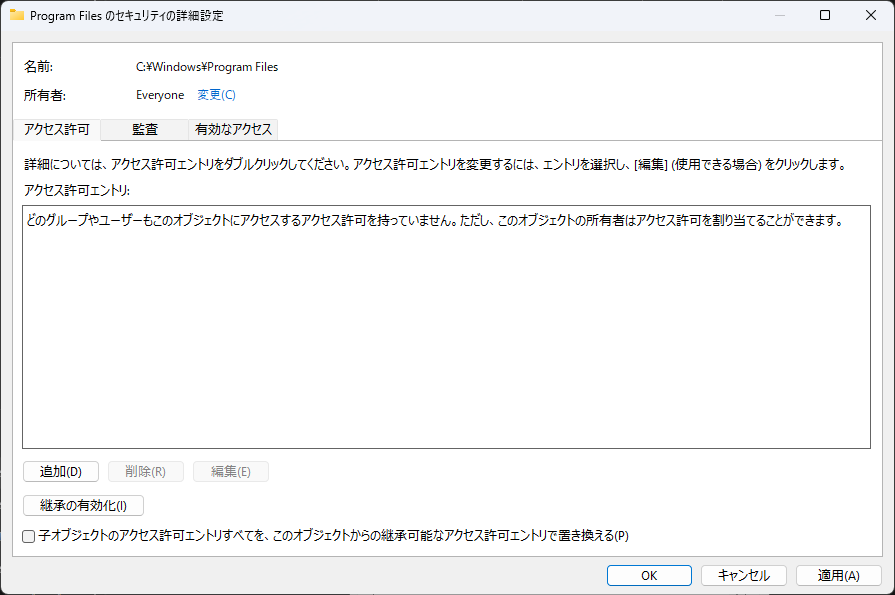 Program Files のセキュリティの詳細設定
名前: C:¥Windows¥Program Files
所有者: Everyone 変更(C)
アクセス許可 監査 有効なアクセス
詳細については、アクセス許可エントリをダブルクリックしてください。アクセス許可エントリを変更するには、エントリを選択し、[編集] (使用できる場合) をクリックします。
アクセス許可エントリ:
どのグループやユーザーもこのオブジェクトにアクセスするアクセス許可を持っていません。ただし、このオブジェクトの所有者はアクセス許可を割り当てることができます。
追加(D) 削除(R) 編集(E)
継承の有効化(I)
子オブジェクトのアクセス許可エントリすべてを、このオブジェクトからの継承可能なアクセス許可エントリで置き換える(P)
OK キャンセル 適用(A)